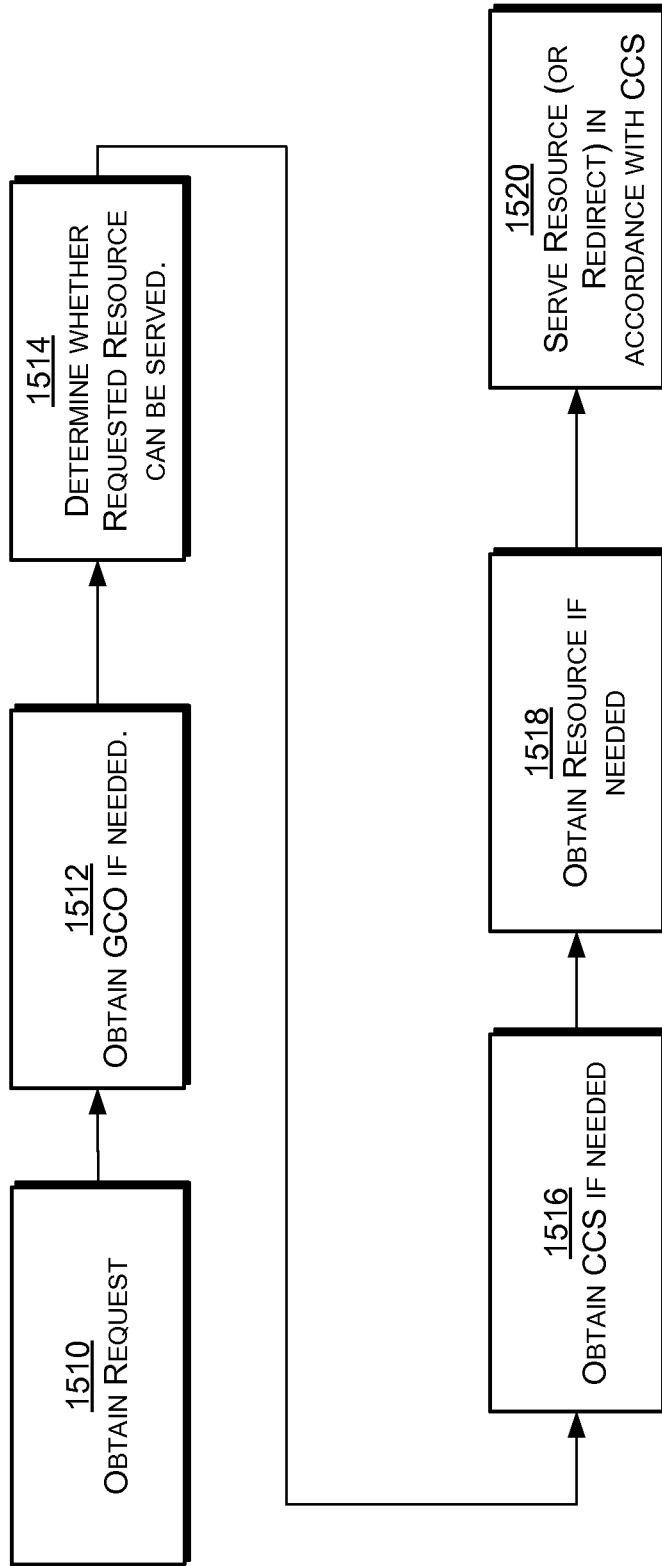 1510
OBTAIN REQUEST
1512
OBTAIN GCO IF NEEDED.
1514
DETERMINE WHETHER
REQUESTED RESOURCE
CAN BE SERVED.
1516
OBTAIN CCS IF NEEDED
1518
OBTAIN RESOURCE IF
NEEDED
1520
SERVE RESOURCE (OR
REDIRECT) IN
ACCORDANCE WITH CCS